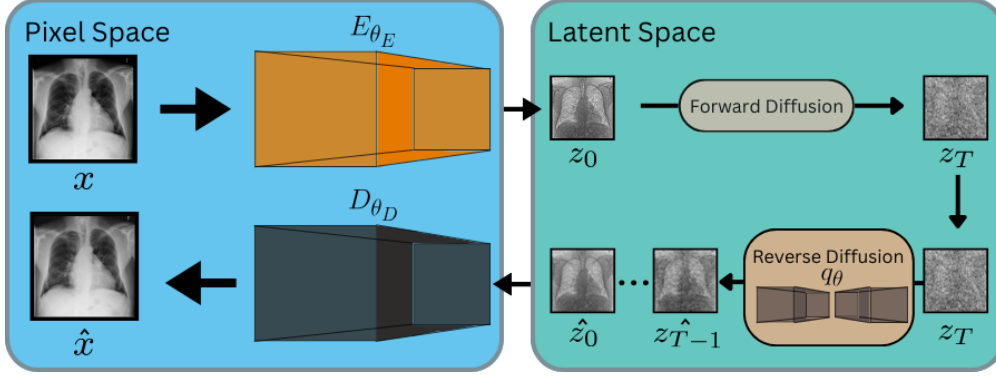 Pixel Space
E_{θ_E}
x
D_{θ_D}
x̂
Latent Space
z_0
Forward Diffusion
z_T
Reverse Diffusion
q_θ
ẑ_0
...
z_{T̂-1}
z_T